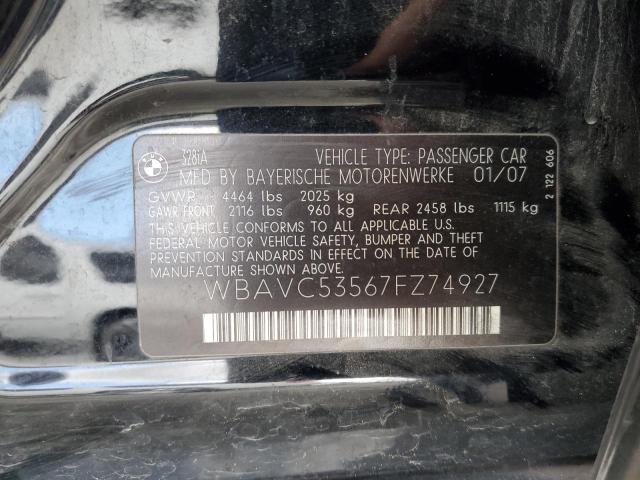 BMW
328iA VEHICLE TYPE: PASSENGER CAR
MFD BY BAYERISCHE MOTORENWERKE 01/07
GVWR 4464 lbs 2025 kg
GAWR FRONT 2116 lbs 960 kg REAR 2458 lbs 1115 kg
THIS VEHICLE CONFORMS TO ALL APPLICABLE U.S.
FEDERAL MOTOR VEHICLE SAFETY, BUMPER AND THEFT
PREVENTION STANDARDS IN EFFECT ON THE DATE OF
MANUFACTURE SHOWN ABOVE.
WBAVC53567FZ74927
2 122 606